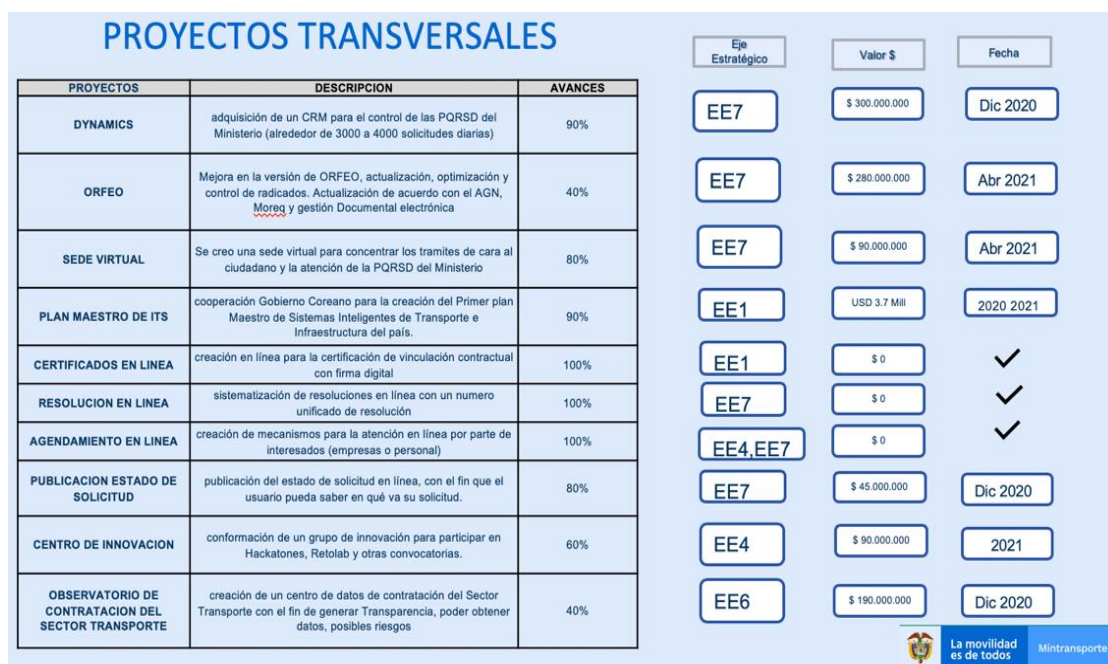 PROYECTOS TRANSVERSALES
Eje
Estratégico
Valor $
Fecha
PROYECTOS
DESCRIPCION
AVANCES
DYNAMICS
adquisición de un CRM para el control de las PQRSD del
Ministerio (alrededor de 3000 a 4000 solicitudes diarias)
90%
EE7
$ 300.000.000
Dic 2020
ORFEO
Mejora en la versión de ORFEO, actualización, optimización y
control de radicados. Actualización de acuerdo con el AGN,
Moreq y gestión Documental electrónica
40%
EE7
$ 280.000.000
Abr 2021
SEDE VIRTUAL
Se creo una sede virtual para concentrar los tramites de cara al
ciudadano y la atención de la PQRSD del Ministerio
80%
EE7
$ 90.000.000
Abr 2021
PLAN MAESTRO DE ITS
cooperación Gobierno Coreano para la creación del Primer plan
Maestro de Sistemas Inteligentes de Transporte e
Infraestructura del país.
90%
EE1
USD 3.7 Mill
2020 2021
CERTIFICADOS EN LINEA
creación en línea para la certificación de vinculación contractual
con firma digital
100%
EE1
$ 0
RESOLUCION EN LINEA
sistematización de resoluciones en línea con un numero
unificado de resolución
100%
EE7
$ 0
AGENDAMIENTO EN LINEA
creación de mecanismos para la atención en línea por parte de
interesados (empresas o personal)
100%
EE4,EE7
$ 0
PUBLICACION ESTADO DE
SOLICITUD
publicación del estado de solicitud en línea, con el fin que el
usuario pueda saber en qué va su solicitud.
80%
EE7
$ 45.000.000
Dic 2020
CENTRO DE INNOVACION
conformación de un grupo de innovación para participar en
Hackatones, Retolab y otras convocatorias.
60%
EE4
$ 90.000.000
2021
OBSERVATORIO DE
CONTRATACION DEL
SECTOR TRANSPORTE
creación de un centro de datos de contratación del Sector
Transporte con el fin de generar Transparencia, poder obtener
datos, posibles riesgos
40%
EE6
$ 190.000.000
Dic 2020
La movilidad
es de todos
Mintransporte